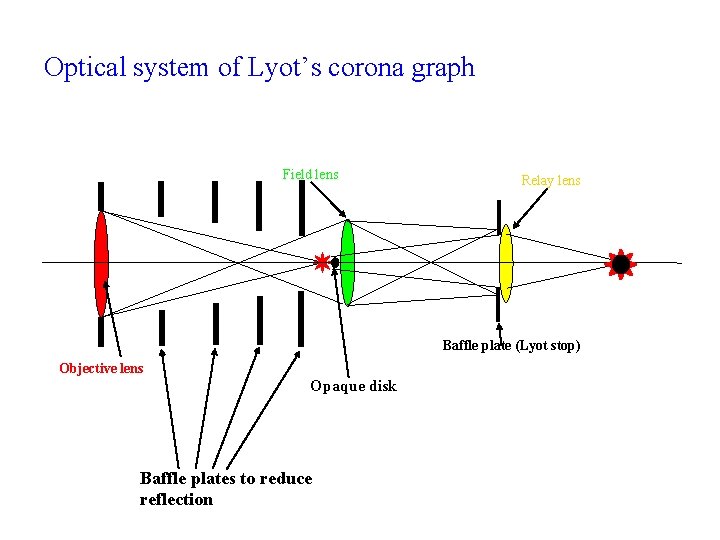 Optical system of Lyot’s corona graph
Field lens
Relay lens
Baffle plate (Lyot stop)
Objective lens
Opaque disk
Baffle plates to reduce
reflection